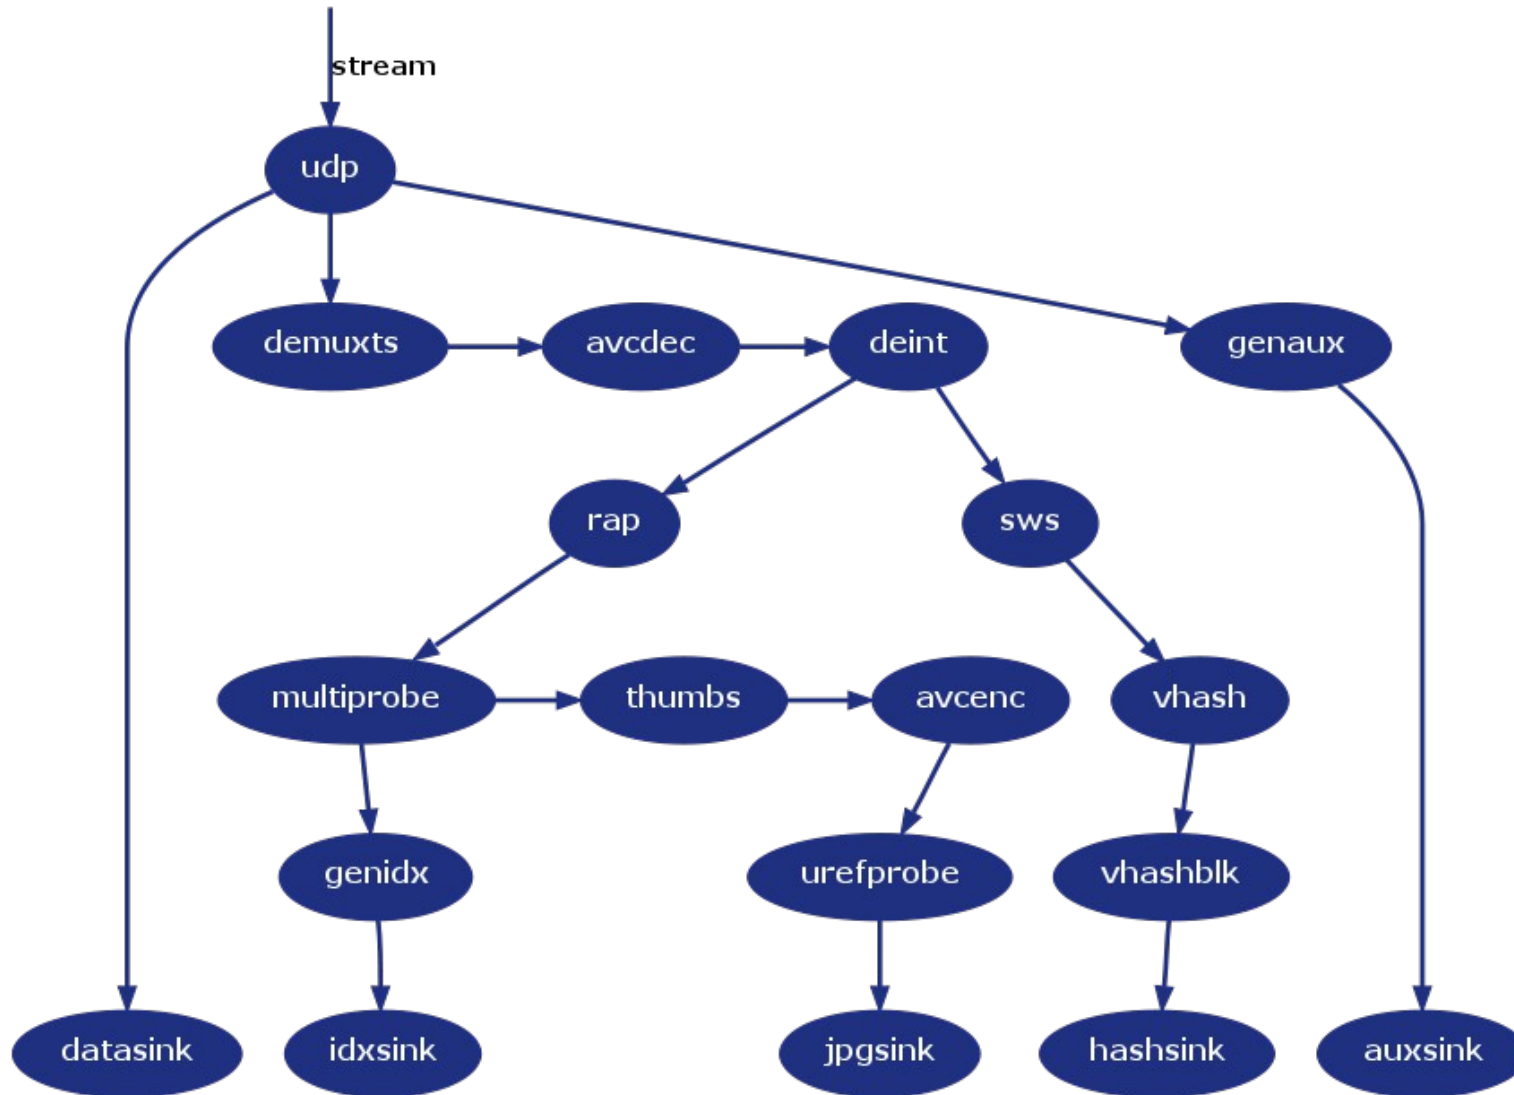 stream
udp
demuxts
avcdec
deint
genaux
rap
sws
multiprobe
thumbs
avcenc
vhash
genidx
urefprobe
vhashblk
datasink
idxsink
jpgsink
hashsink
auxsink